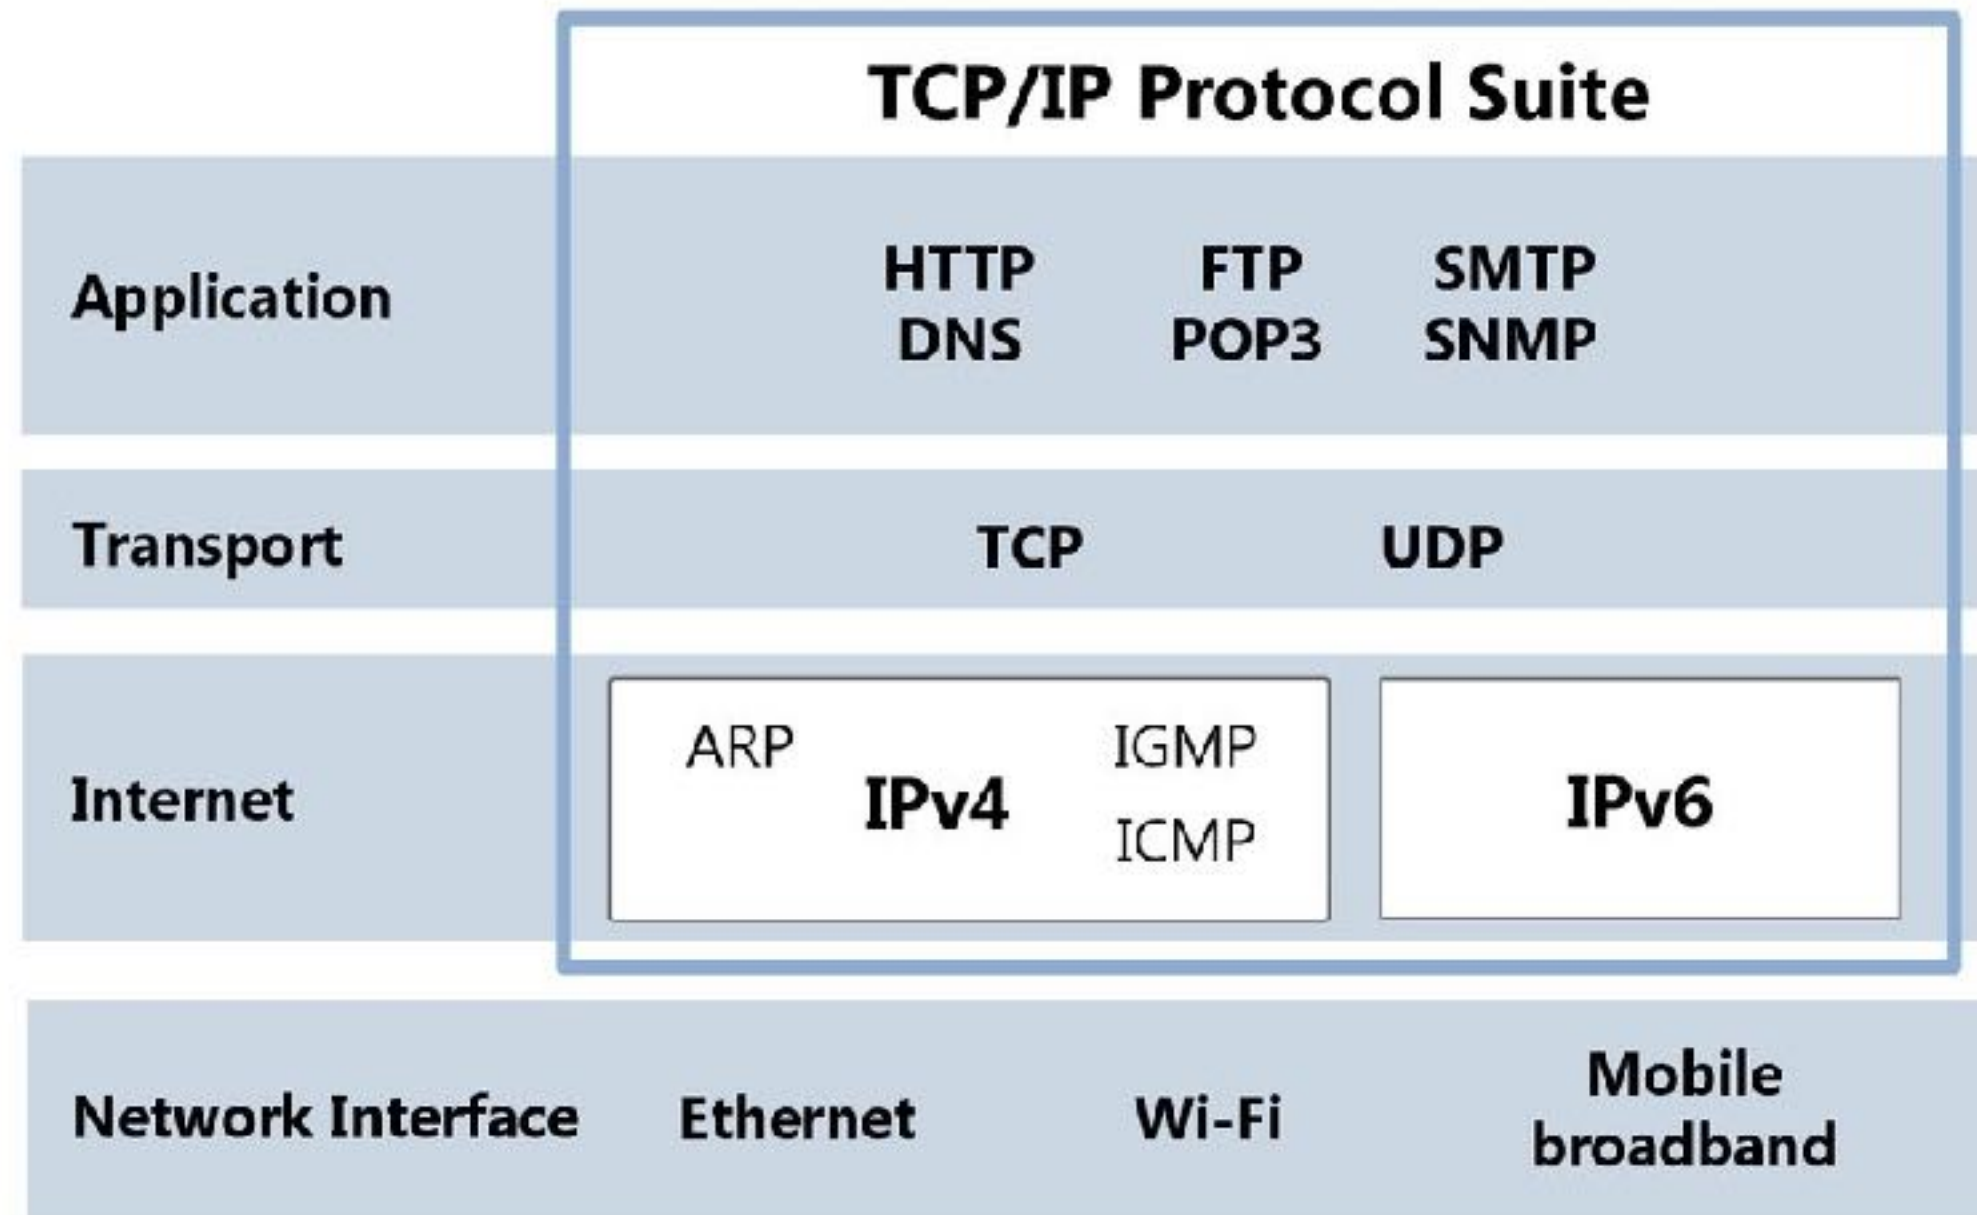 TCP/IP Protocol Suite
Application
HTTP FTP SMTP
DNS POP3 SNMP
Transport TCP UDP
Internet
ARP IGMP
IPv4
ICMP
IPv6
Network Interface Ethernet Wi-Fi
Mobile
broadband